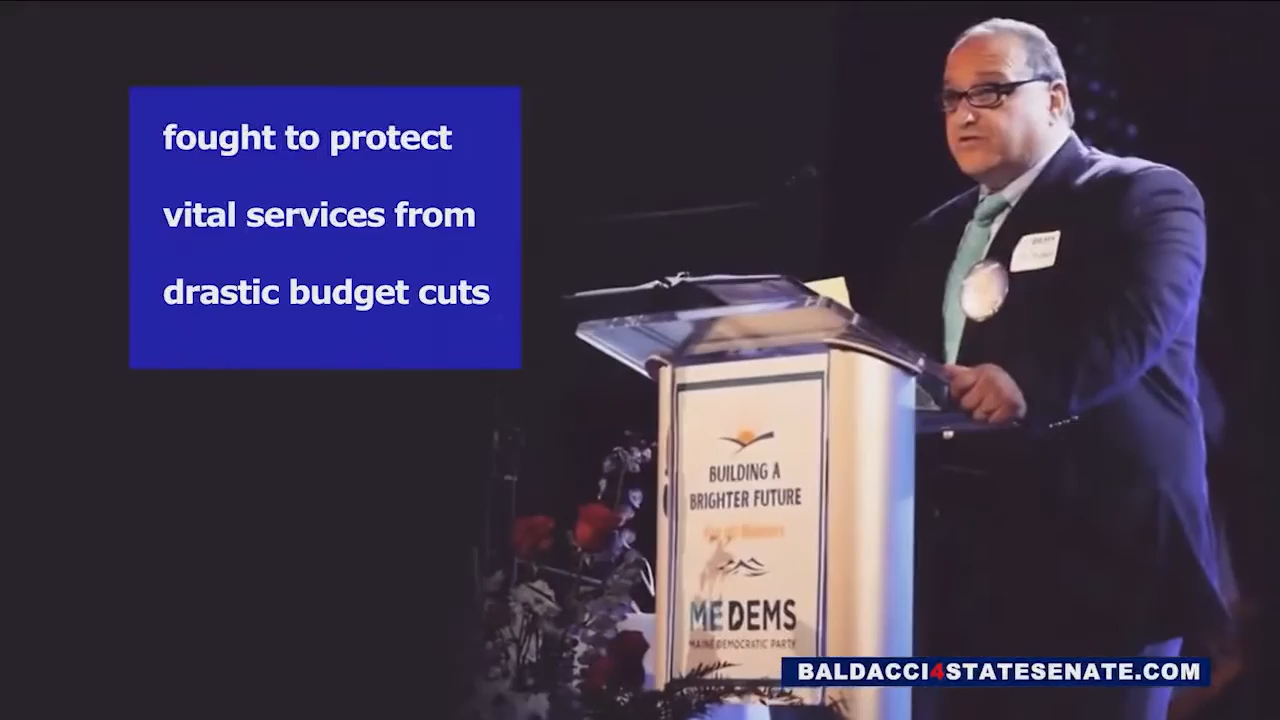 fought to protect
vital services from
drastic budget cuts
BUILDING A
BRIGHTER FUTURE
ME DEMS
MAINE DEMOCRATIC PARTY
BALDACCI4STATESENATE.COM